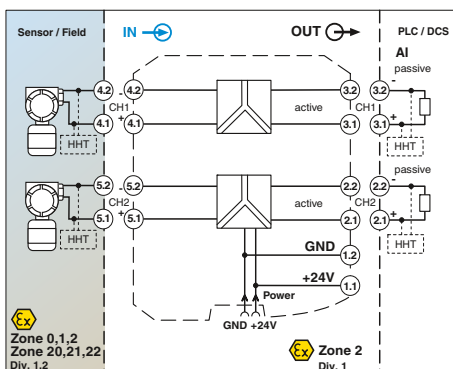 Sensor / Field
IN
OUT
PLC / DCS
AI
passive
4.2
-
4.2
3.2
3.2
-
CH1
active
CH1
4.1
+
4.1
3.1
3.1
+
HHT
HHT
passive
5.2
-
5.2
2.2
2.2
-
CH2
active
CH2
5.1
+
5.1
2.1
2.1
+
HHT
HHT
GND
1.2
+24V
1.1
Power
GND +24V
Ex
Zone 0,1,2
Zone 20,21,22
Div. 1,2
Ex
Zone 2
Div. 1